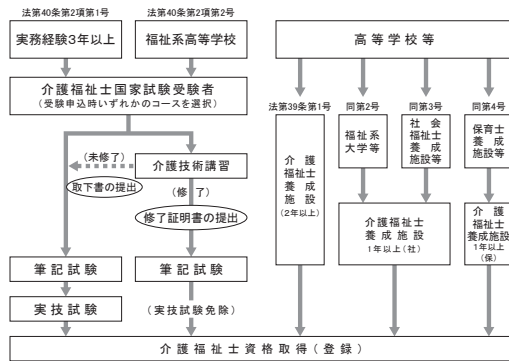 法第40条第2項第1号
法第40条第2項第2号
実務経験3年以上
福祉系高等学校
高等学校等
介護福祉士国家試験受験者
(受験申込時いずれかのコースを選択)
法第39条第1号
同第2号
同第3号
同第4号
福祉系
大学等
社会
福祉士
養成
施設等
保育士
養成
施設等
(未修了)
介護技術講習
取下書の提出
(修了)
修了証明書の提出
介護
福祉士
養成
施設
(2年以上)
介護福祉士
養成施設
1年以上(社)
介護
福祉士
養成施設
1年以上
(保)
筆記試験
筆記試験
実技試験
(実技試験免除)
介護福祉士資格取得(登録)